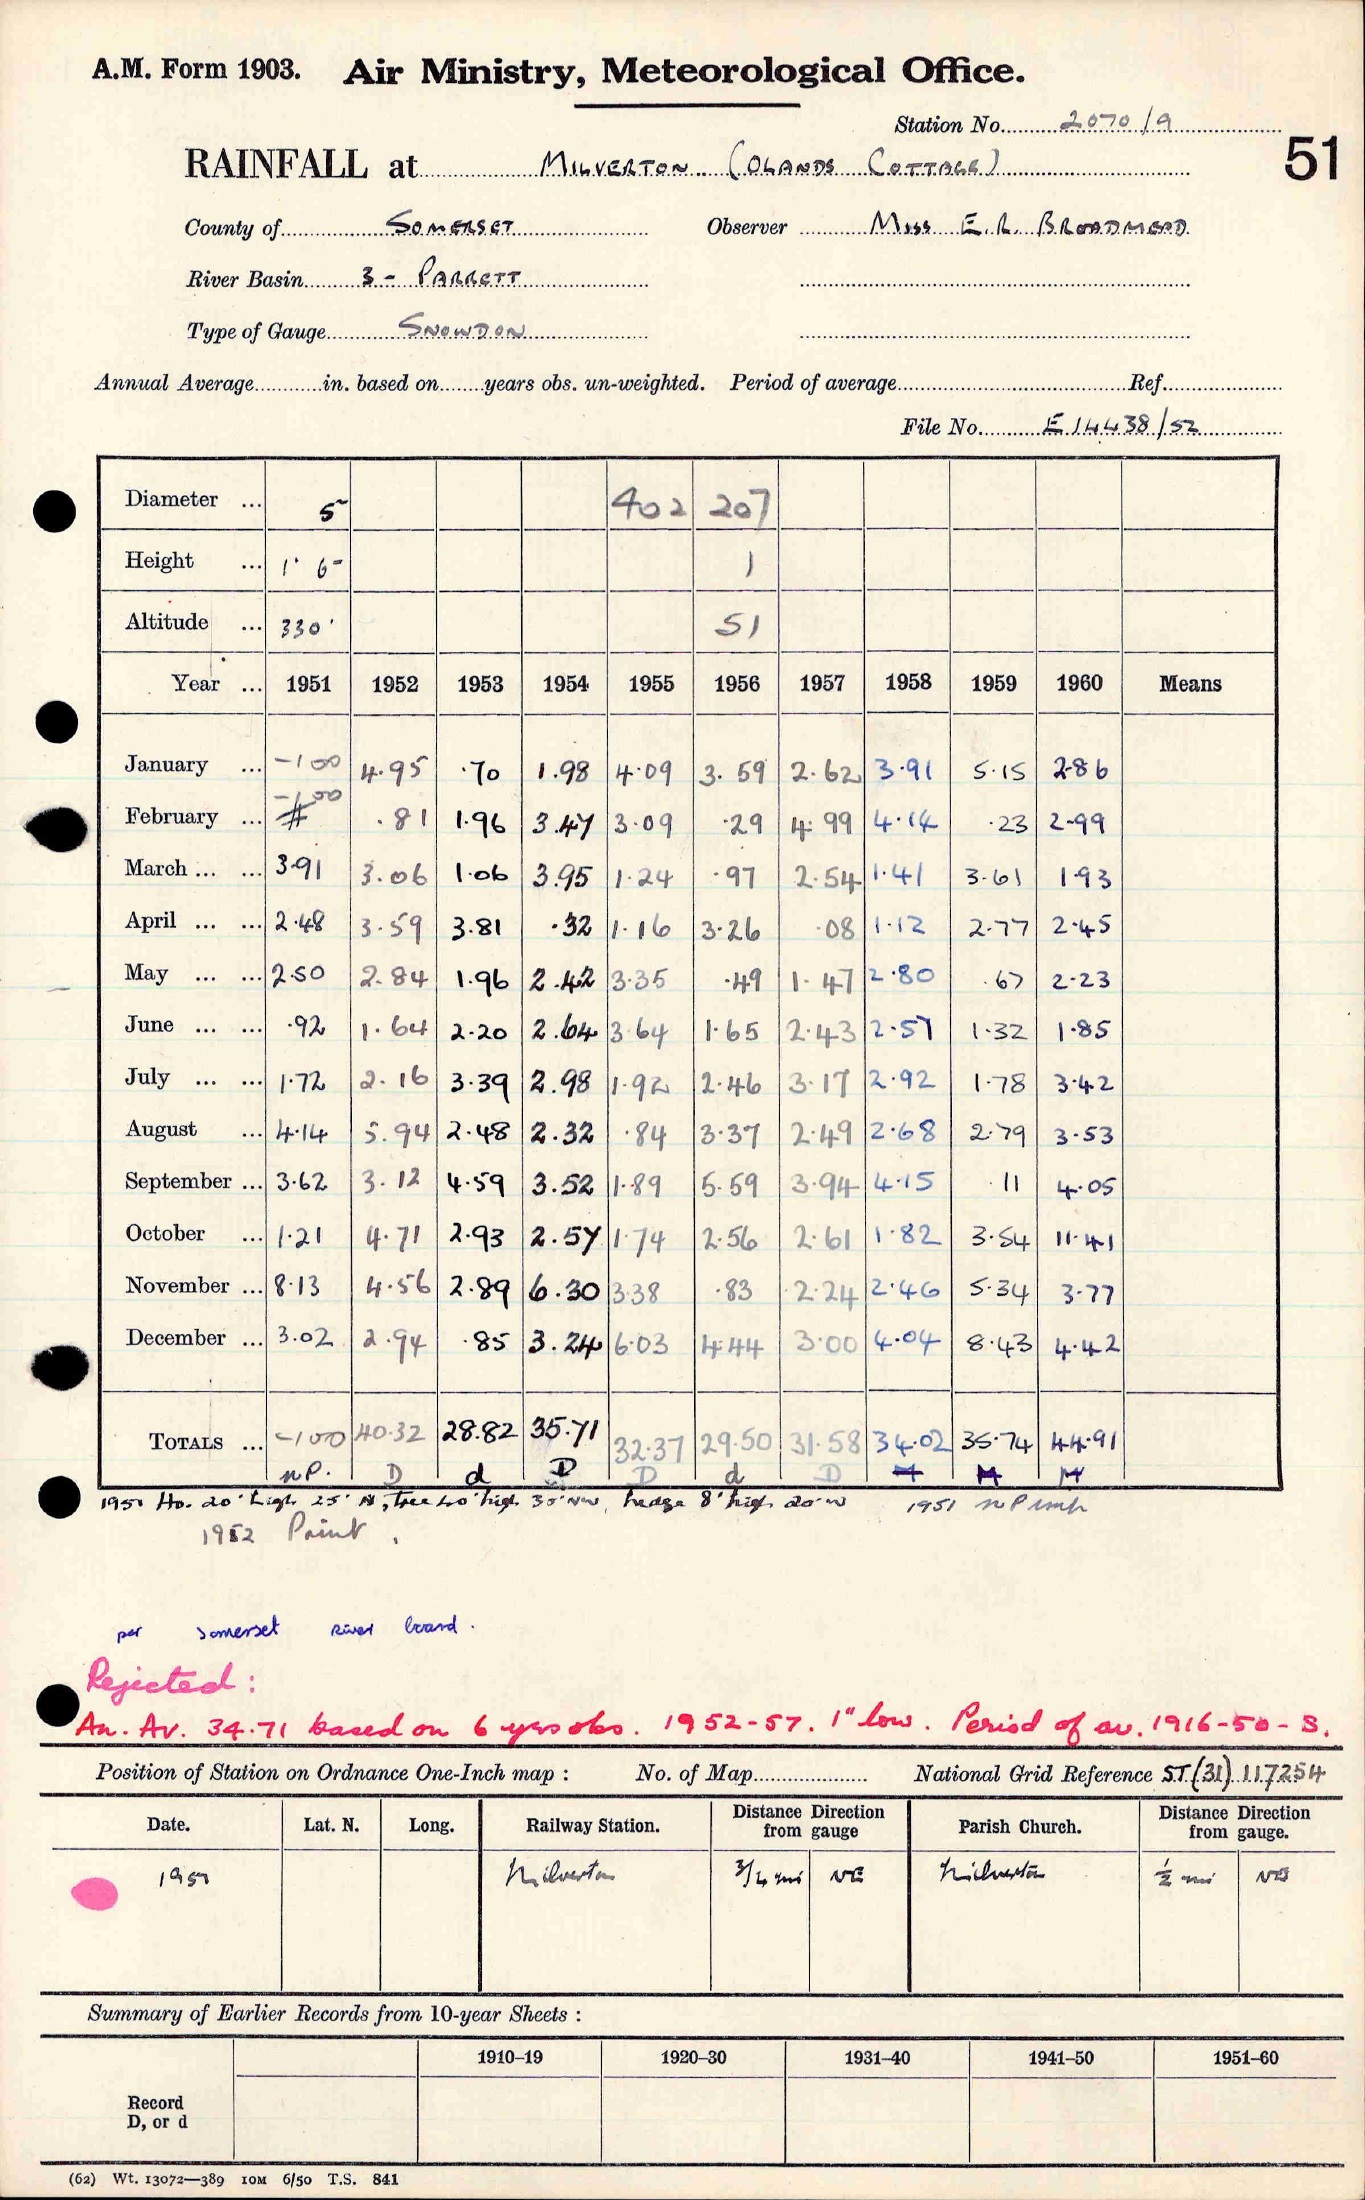 A.M. Form 1903. Air Ministry, Meteorological Office.
Station No. 2070/9
RAINFALL at MILVERTON (OLANDS COTTAGE) 51
County of SOMERSET Observer MISS E.R. BROADMEAD
River Basin 3 - PARRETT
Type of Gauge SNOWDON
Annual Average in. based on years obs. un-weighted. Period of average Ref.
File No. E14438/52
Diameter ... 5 402 207
Height ... 1' 6" 1
Altitude ... 330' 51
Year ... 1951 1952 1953 1954 1955 1956 1957 1958 1959 1960 Means
January ... -100 4.95 .70 1.98 4.09 3.59 2.62 3.91 5.15 2.86
February ... -100 .81 1.96 3.47 3.09 .29 4.99 4.14 .23 2.99
March ... ... 3.91 3.06 1.06 3.95 1.24 .97 2.54 1.41 3.61 1.93
April ... ... 2.48 3.59 3.81 .32 1.16 3.26 .08 1.12 2.77 2.45
May ... ... 2.50 2.84 1.96 2.42 3.35 .49 1.47 2.80 .67 2.23
June ... ... .92 1.64 2.20 2.64 3.64 1.65 2.43 2.57 1.32 1.85
July ... ... 1.72 2.16 3.39 2.98 1.92 2.46 3.17 2.92 1.78 3.42
August ... 4.14 5.94 2.48 2.32 .84 3.37 2.49 2.68 2.79 3.53
September ... 3.62 3.12 4.59 3.52 1.89 5.59 3.94 4.15 .11 4.05
October ... 1.21 4.71 2.93 2.57 1.74 2.56 2.61 1.82 3.54 11.41
November ... 8.13 4.56 2.89 6.30 3.38 .83 2.24 2.46 5.34 3.77
December ... 3.02 2.94 .85 3.24 6.03 4.44 3.00 4.04 8.43 4.42
TOTALS ... -100 40.32 28.82 35.71 32.37 29.50 31.58 34.02 35.74 44.91
nP. D d D D d D M M M
1951 Ho. 20' high 25' N, tree 40' high 35' NW, hedge 8' high 20' W 1951 nP imp
1952 Print.
per Somerset River board.
Rejected:
An. Av. 34.71 based on 6 yrs obs. 1952-57. 1" low. Period of av. 1916-50 - S.
Position of Station on Ordnance One-Inch map : No. of Map National Grid Reference ST(31) 117254
Date. Lat. N. Long. Railway Station. Distance Direction from gauge Parish Church. Distance Direction from gauge.
1951 Milverton 3/4 mi NE Milverton 1/2 mi NE
Summary of Earlier Records from 10-year Sheets :
1910–19 1920–30 1931–40 1941–50 1951–60
Record
D, or d
(62) Wt. 13072—389 10M 6/50 T.S. 841